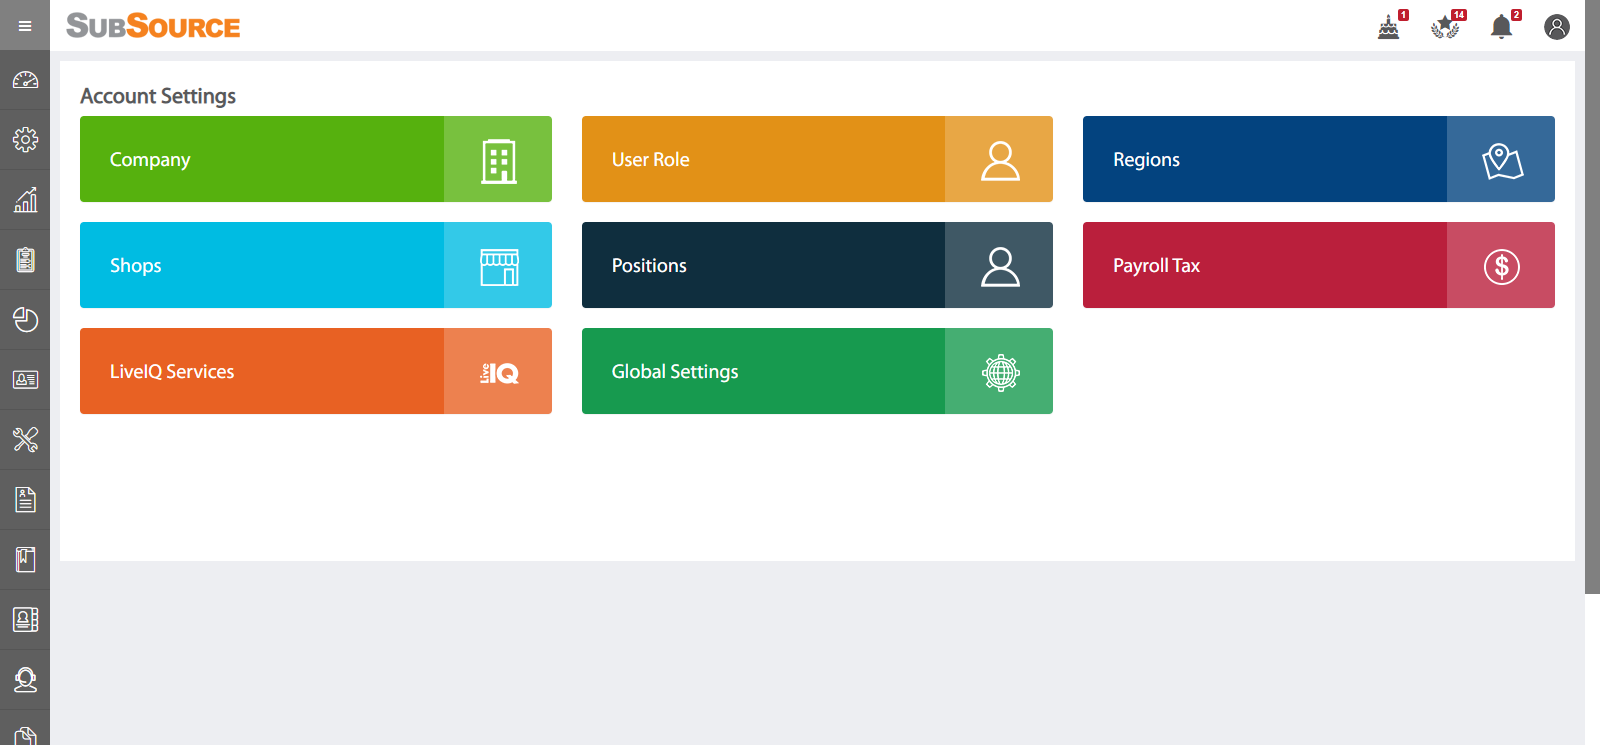 SUBSOURCE
1
14
2
Account Settings
Company
User Role
Regions
Shops
Positions
Payroll Tax
LiveIQ Services
Live IQ
Global Settings